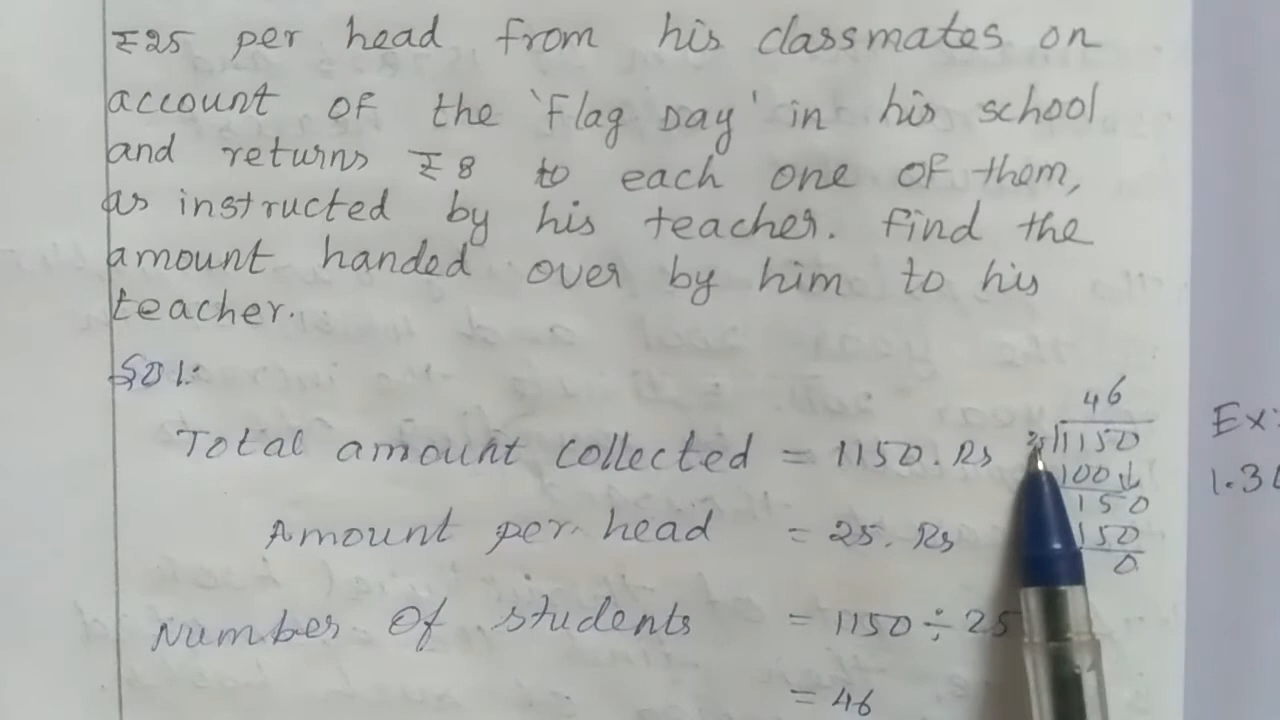 ₹25 per head from his classmates on
account of the 'Flag Day' in his school
and returns ₹8 to each one of them,
as instructed by his teacher. Find the
amount handed over by him to his
teacher.
Sol:
46
Total amount collected = 1150. Rs 25)1150
100↓
150
Amount per head = 25. Rs 150
0
Number of students = 1150 ÷ 25
= 46
Ex:
1.3